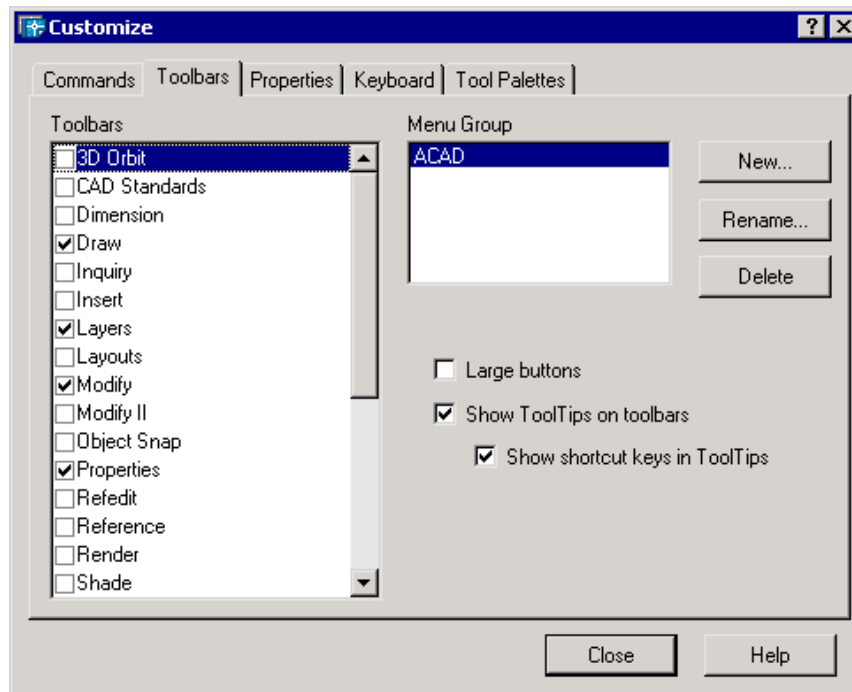 Customize
Commands
Toolbars
Properties
Keyboard
Tool Palettes
Toolbars
3D Orbit
CAD Standards
Dimension
Draw
Inquiry
Insert
Layers
Layouts
Modify
Modify II
Object Snap
Properties
Refedit
Reference
Render
Shade
Menu Group
ACAD
New...
Rename...
Delete
Large buttons
Show ToolTips on toolbars
Show shortcut keys in ToolTips
Close
Help